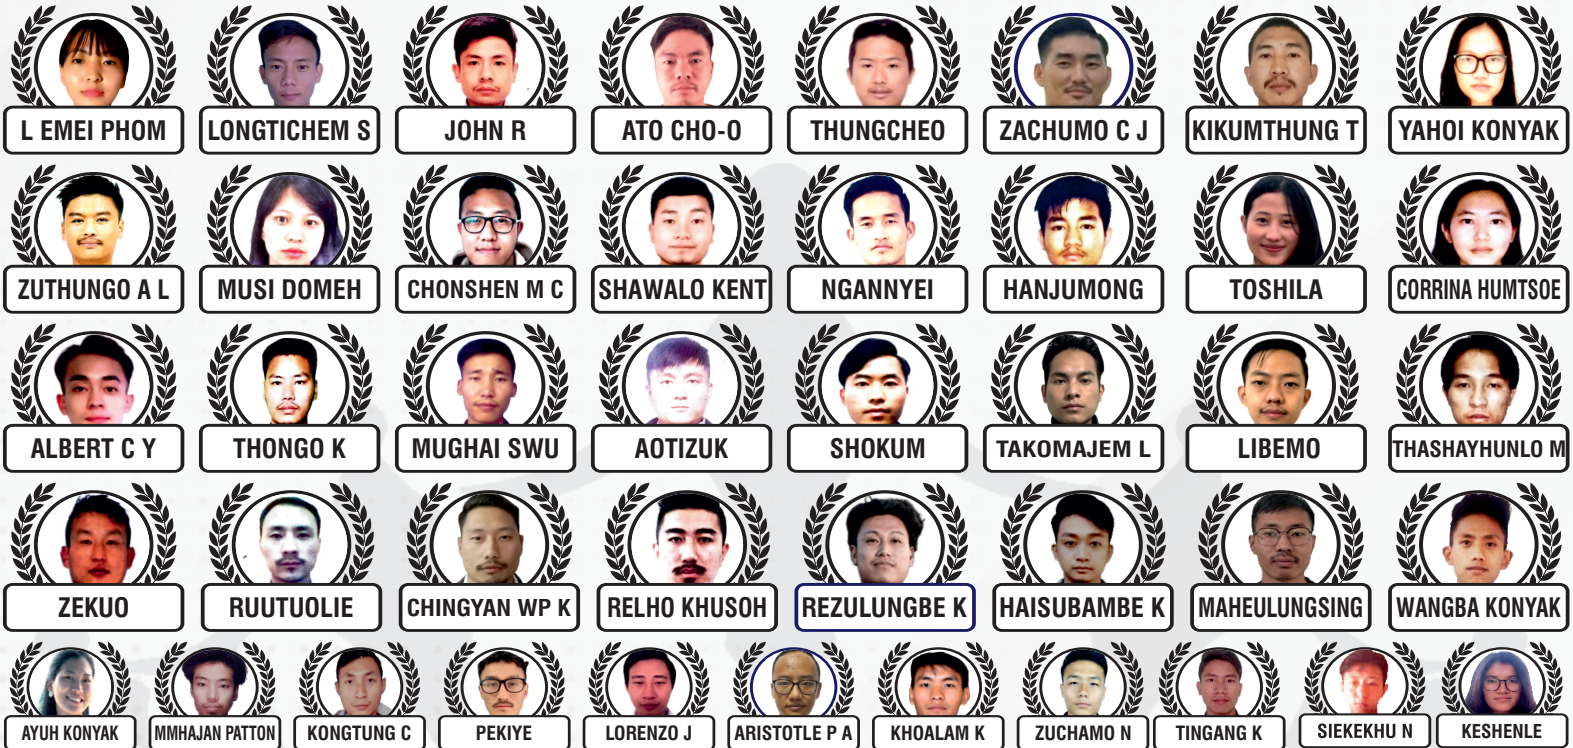 L EMEI PHOM
LONGTICHEM S
JOHN R
ATO CHO-O
THUNGCHEO
ZACHUMO C J
KIKUMTHUNG T
YAHOI KONYAK
ZUTHUNGO A L
MUSI DOMEH
CHONSHEN M C
SHAWALO KENT
NGANNYEI
HANJUMONG
TOSHILA
CORRINA HUMTSOE
ALBERT C Y
THONGO K
MUGHAI SWU
AOTIZUK
SHOKUM
TAKOMAJEM L
LIBEMO
THASHAYHUNLO M
ZEKUO
RUUTUOLIE
CHINGYAN WP K
RELHO KHUSOH
REZULUNGBE K
HAISUBAMBE K
MAHEULUNGSING
WANGBA KONYAK
AYUH KONYAK
MMHAJAN PATTON
KONGTUNG C
PEKIYE
LORENZO J
ARISTOTLE P A
KHOALAM K
ZUCHAMO N
TINGANG K
SIEKEKHU N
KESHENLE